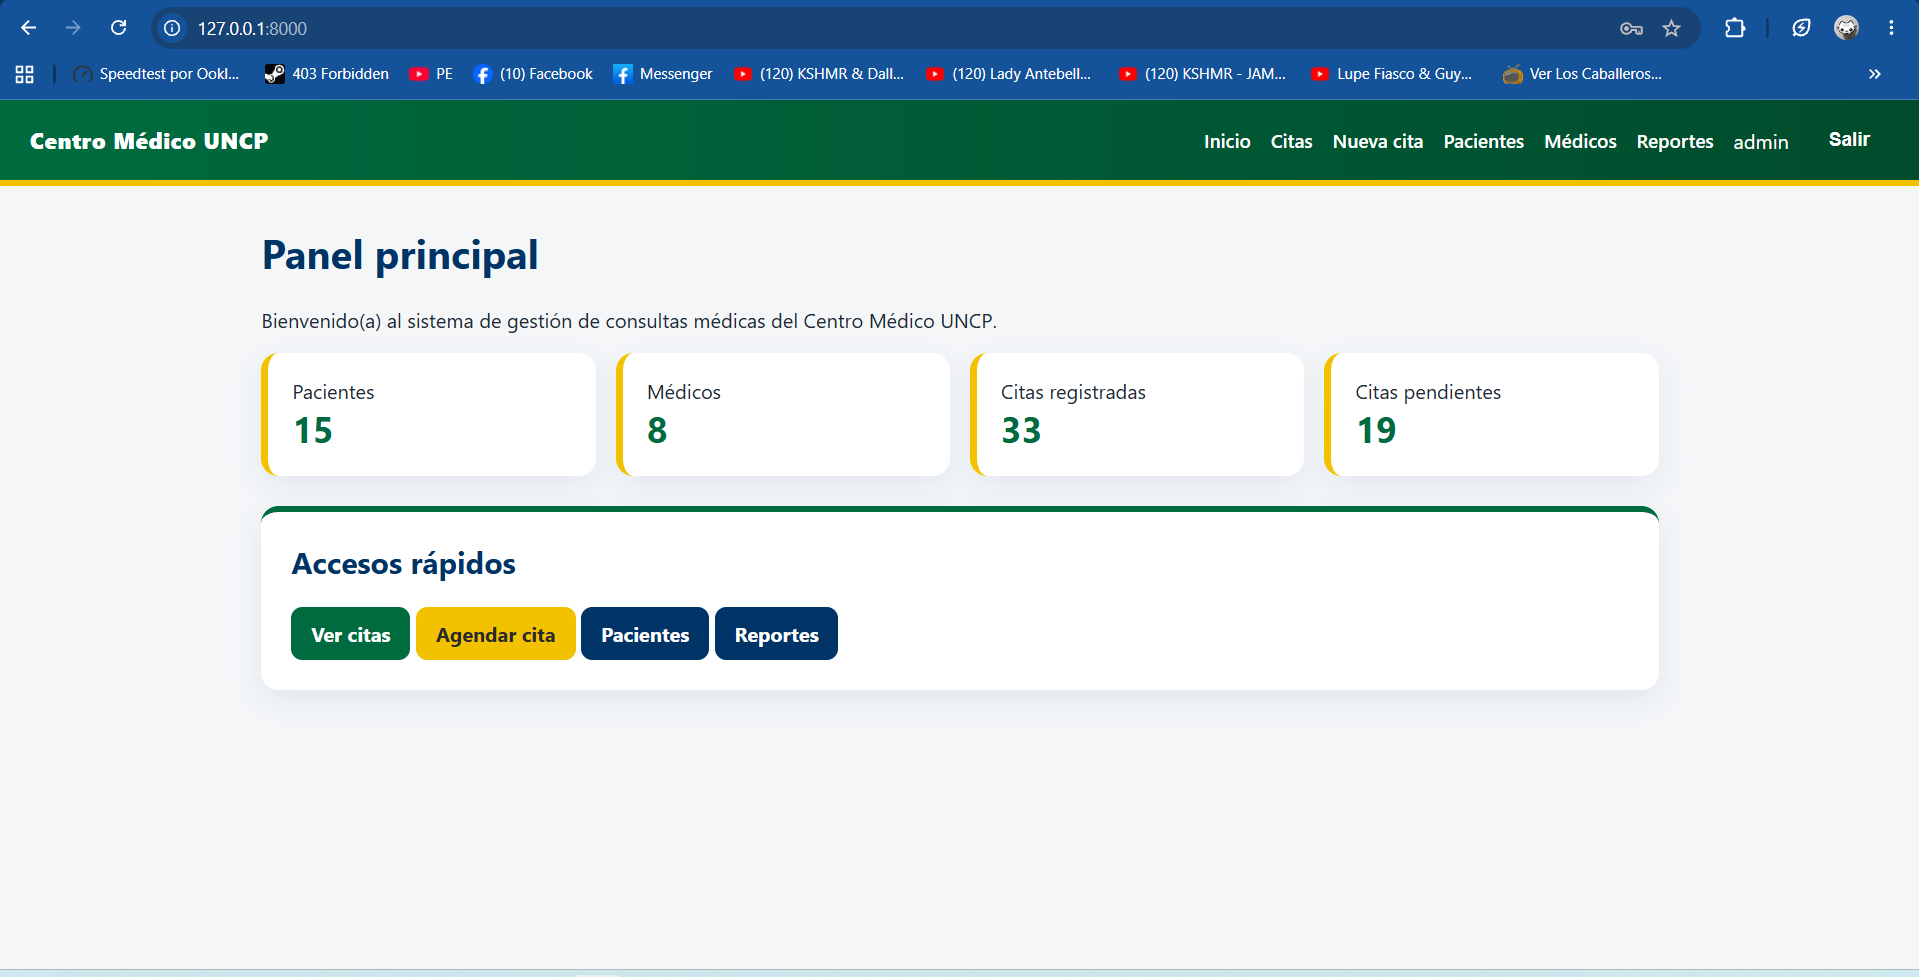 127.0.0.1:8000
Speedtest por Ookl... 403 Forbidden PE (10) Facebook Messenger (120) KSHMR & Dall... (120) Lady Antebell... (120) KSHMR - JAM... Lupe Fiasco & Guy... Ver Los Caballeros... »
Centro Médico UNCP Inicio Citas Nueva cita Pacientes Médicos Reportes admin Salir
Panel principal
Bienvenido(a) al sistema de gestión de consultas médicas del Centro Médico UNCP.
Pacientes Médicos Citas registradas Citas pendientes
15 8 33 19
Accesos rápidos
Ver citas Agendar cita Pacientes Reportes